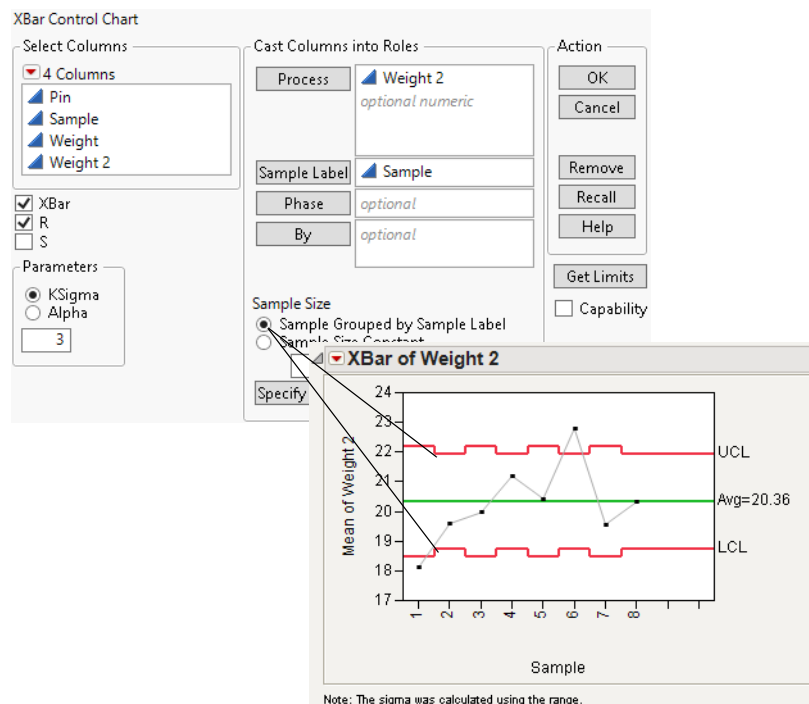 XBar Control Chart
Select Columns
4 Columns
Pin
Sample
Weight
Weight 2
XBar
R
S
Parameters
KSigma
Alpha
3
Cast Columns into Roles
Process
Weight 2
optional numeric
Sample Label
Sample
Phase
optional
By
optional
Sample Size
Sample Grouped by Sample Label
Sample Size Constant
Specify
Action
OK
Cancel
Remove
Recall
Help
Get Limits
Capability
XBar of Weight 2
Mean of Weight 2
24
23
22
21
20
19
18
17
UCL
Avg=20.36
LCL
1 2 3 4 5 6 7 8
Sample
Note: The sigma was calculated using the range.